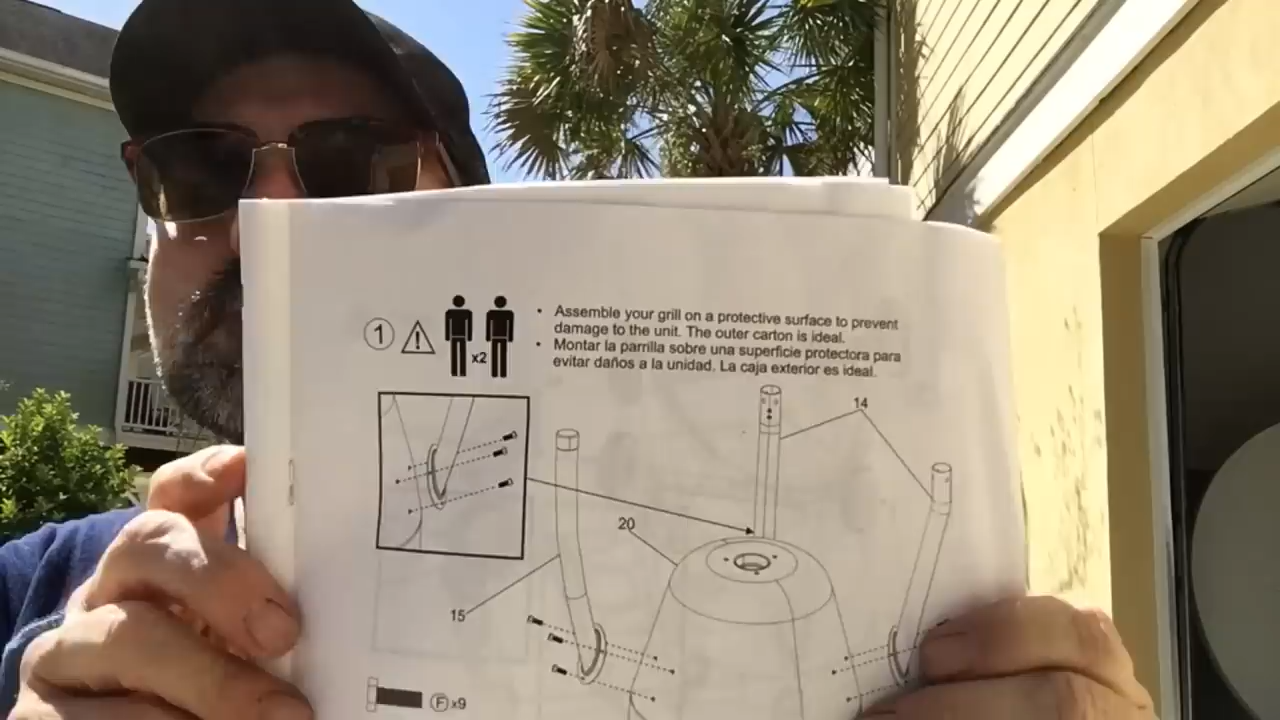 1
x2
• Assemble your grill on a protective surface to prevent
damage to the unit. The outer carton is ideal.
• Montar la parrilla sobre una superficie protectora para
evitar daños a la unidad. La caja exterior es ideal.
14
20
15
F x9